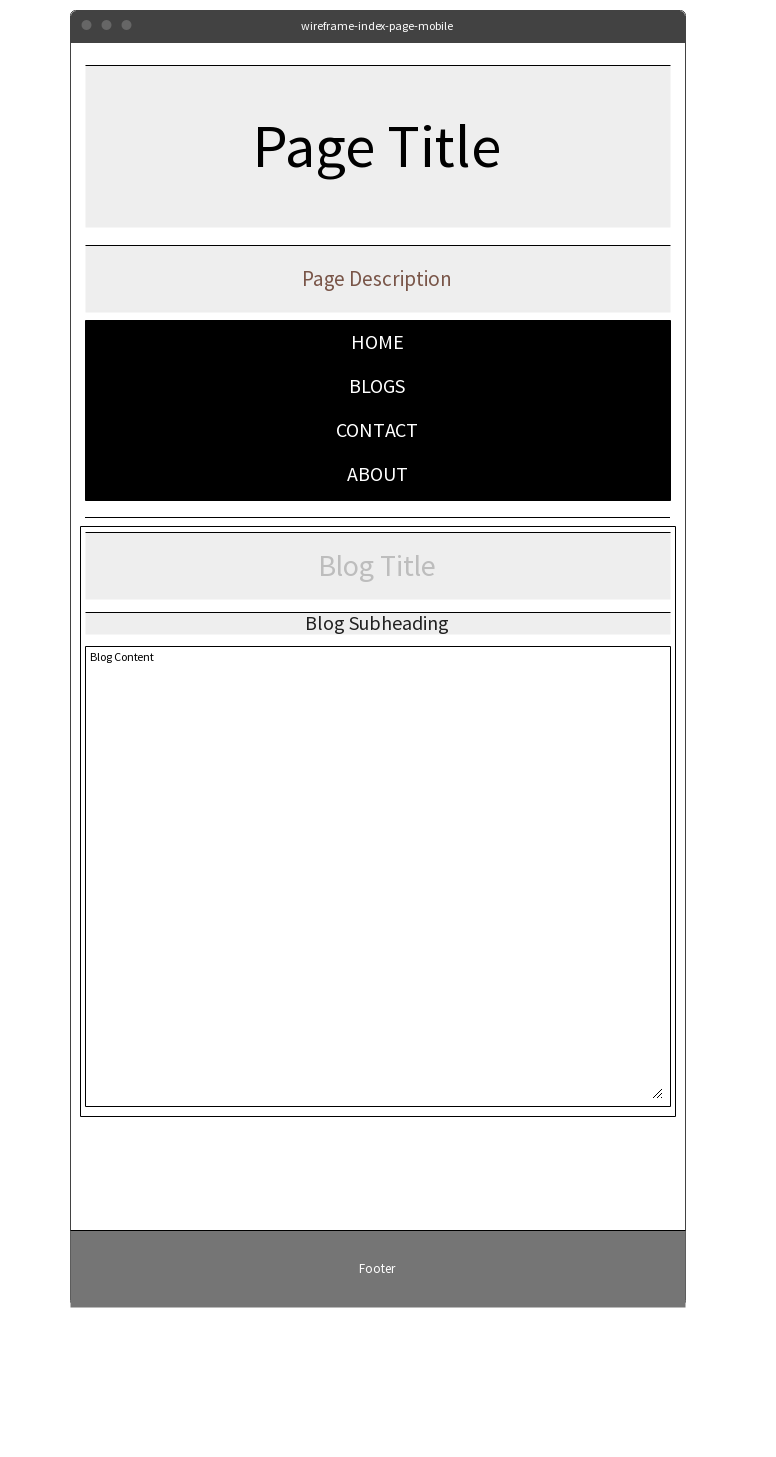 wireframe-index-page-mobile
Page Title
Page Description
HOME
BLOGS
CONTACT
ABOUT
Blog Title
Blog Subheading
Blog Content
Footer